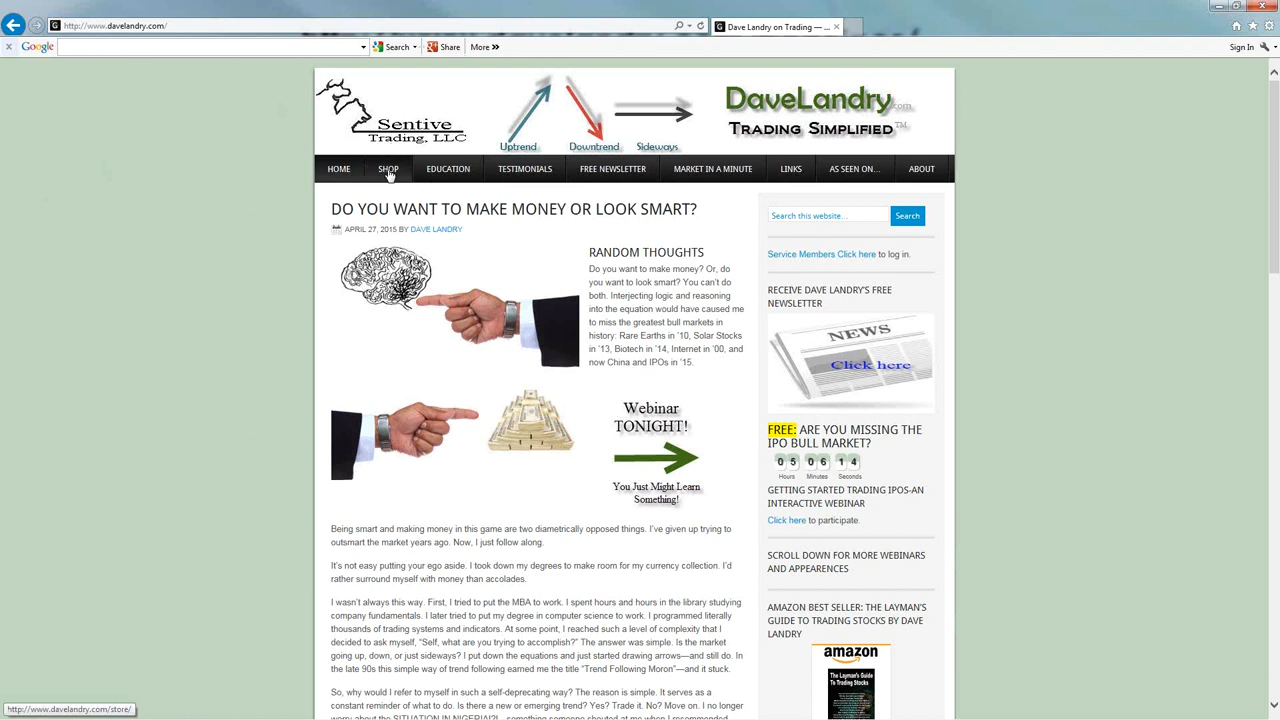 http://www.davelandry.com/
Dave Landry on Trading — ...
Google
Search
Share
More »
Sign In
Sentive
Trading, LLC
Uptrend
Downtrend
Sideways
DaveLandry.com
Trading Simplified™
HOME
SHOP
EDUCATION
TESTIMONIALS
FREE NEWSLETTER
MARKET IN A MINUTE
LINKS
AS SEEN ON...
ABOUT
DO YOU WANT TO MAKE MONEY OR LOOK SMART?
APRIL 27, 2015 BY DAVE LANDRY
RANDOM THOUGHTS
Do you want to make money? Or, do
you want to look smart? You can't do
both. Interjecting logic and reasoning
into the equation would have caused me
to miss the greatest bull markets in
history: Rare Earths in '10, Solar Stocks
in '13, Biotech in '14, Internet in '00, and
now China and IPOs in '15.
Webinar
TONIGHT!
You Just Might Learn
Something!
Being smart and making money in this game are two diametrically opposed things. I've given up trying to
outsmart the market years ago. Now, I just follow along.
It's not easy putting your ego aside. I took down my degrees to make room for my currency collection. I'd
rather surround myself with money than accolades.
I wasn't always this way. First, I tried to put the MBA to work. I spent hours and hours in the library studying
company fundamentals. I later tried to put my degree in computer science to work. I programmed literally
thousands of trading systems and indicators. At some point, I reached such a level of complexity that I
decided to ask myself, "Self, what are you trying to accomplish?" The answer was simple. Is the market
going up, down, or just sideways? I put down the equations and just started drawing arrows—and still do. In
the late 90s this simple way of trend following earned me the title "Trend Following Moron"—and it stuck.
So, why would I refer to myself in such a self-deprecating way? The reason is simple. It serves as a
constant reminder of what to do. Is there a new or emerging trend? Yes? Trade it. No? Move on. I no longer
worry about the SITUATION IN NIGERIA!?!—something someone shouted at me when I recommended
Search this website...
Search
Service Members Click here to log in.
RECEIVE DAVE LANDRY'S FREE
NEWSLETTER
NEWS
Click here
FREE: ARE YOU MISSING THE
IPO BULL MARKET?
05 06 14
Hours Minutes Seconds
GETTING STARTED TRADING IPOS-AN
INTERACTIVE WEBINAR
Click here to participate.
SCROLL DOWN FOR MORE WEBINARS
AND APPEARENCES
AMAZON BEST SELLER: THE LAYMAN'S
GUIDE TO TRADING STOCKS BY DAVE
LANDRY
amazon
The Layman's Guide
To Trading Stocks
http://www.davelandry.com/store/